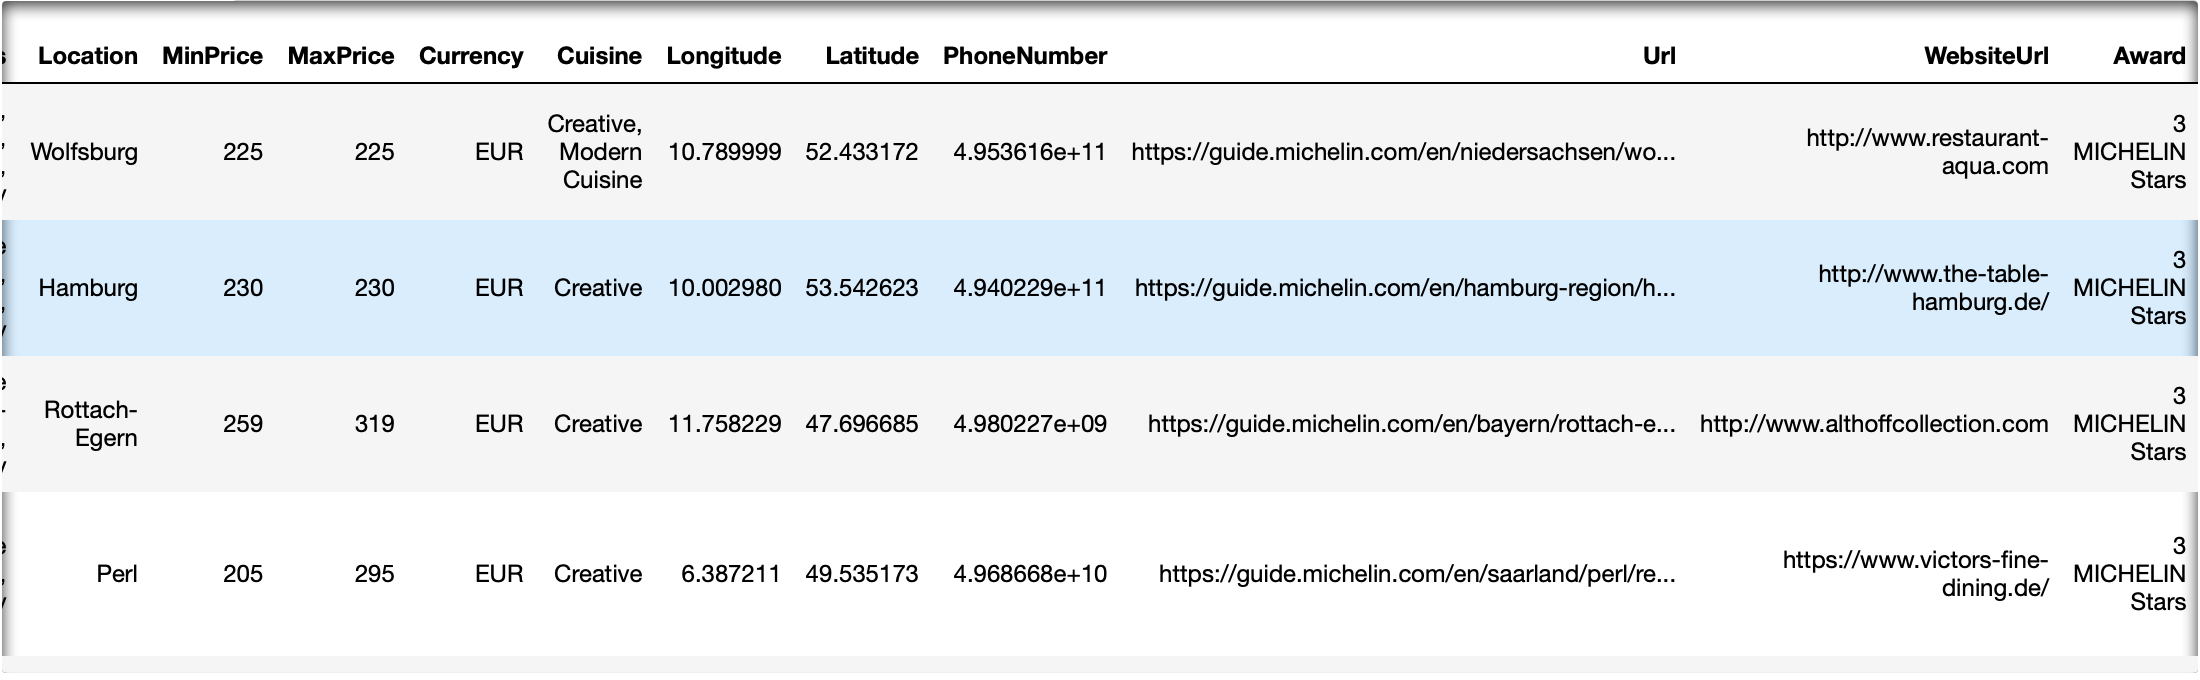 Location MinPrice MaxPrice Currency Cuisine Longitude Latitude PhoneNumber Url WebsiteUrl Award
Wolfsburg 225 225 EUR Creative, Modern Cuisine 10.789999 52.433172 4.953616e+11 https://guide.michelin.com/en/niedersachsen/wo... http://www.restaurant-aqua.com 3 MICHELIN Stars
Hamburg 230 230 EUR Creative 10.002980 53.542623 4.940229e+11 https://guide.michelin.com/en/hamburg-region/h... http://www.the-table-hamburg.de/ 3 MICHELIN Stars
Rottach-Egern 259 319 EUR Creative 11.758229 47.696685 4.980227e+09 https://guide.michelin.com/en/bayern/rottach-e... http://www.althoffcollection.com 3 MICHELIN Stars
Perl 205 295 EUR Creative 6.387211 49.535173 4.968668e+10 https://guide.michelin.com/en/saarland/perl/re... https://www.victors-fine-dining.de/ 3 MICHELIN Stars